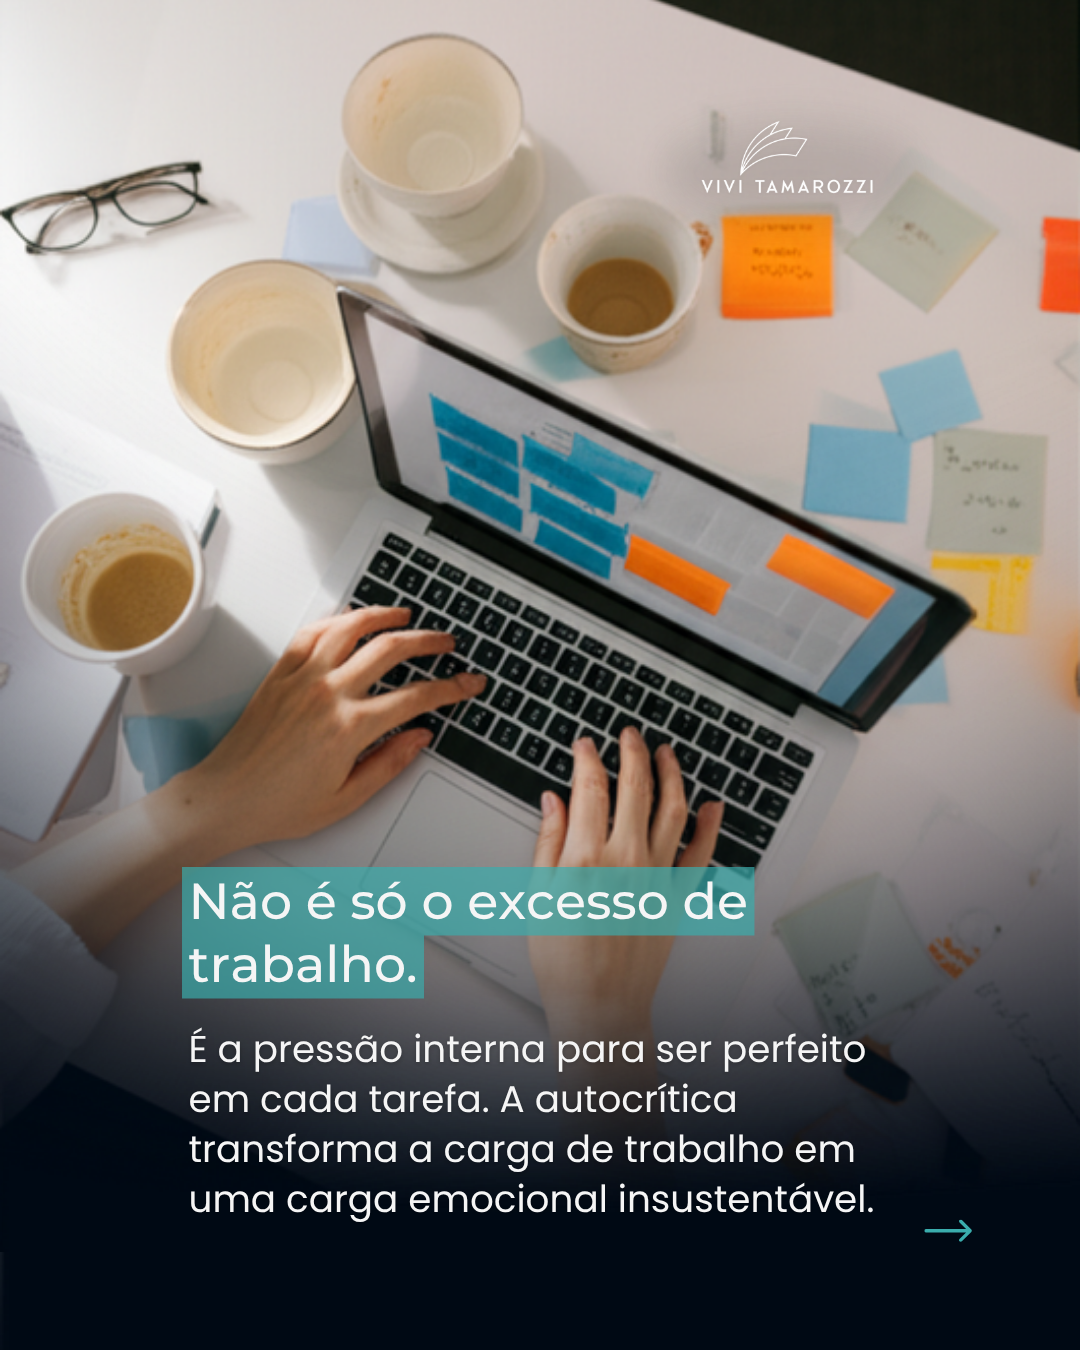 VIVI TAMAROZZI
Não é só o excesso de
trabalho.
É a pressão interna para ser perfeito
em cada tarefa. A autocrítica
transforma a carga de trabalho em
uma carga emocional insustentável.